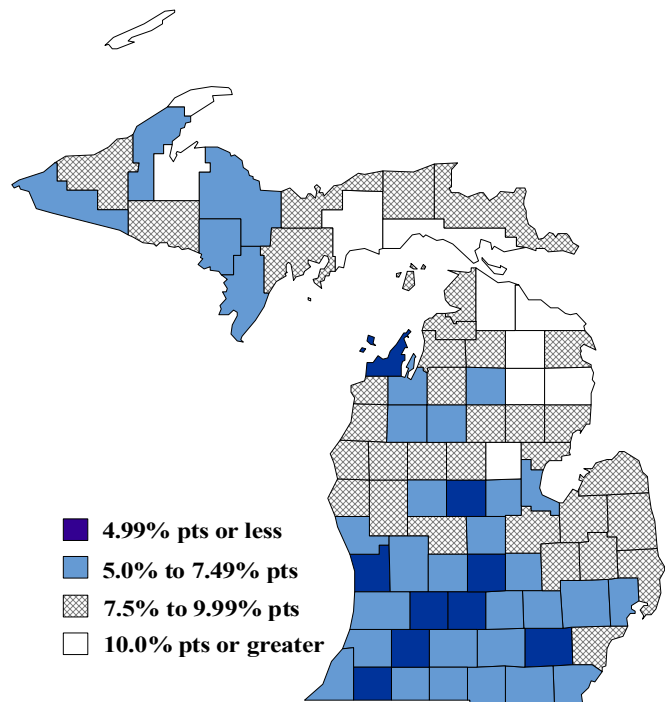 4.99% pts or less
5.0% to 7.49% pts
7.5% to 9.99% pts
10.0% pts or greater